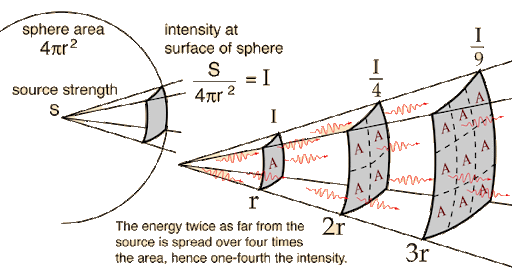 sphere area
4πr²
source strength
S
intensity at
surface of sphere
S
4πr² = I
I
I
4
I
9
A
A A
A A
A
A A
A A A
A A A
r
2r
3r
The energy twice as far from the
source is spread over four times
the area, hence one-fourth the intensity.